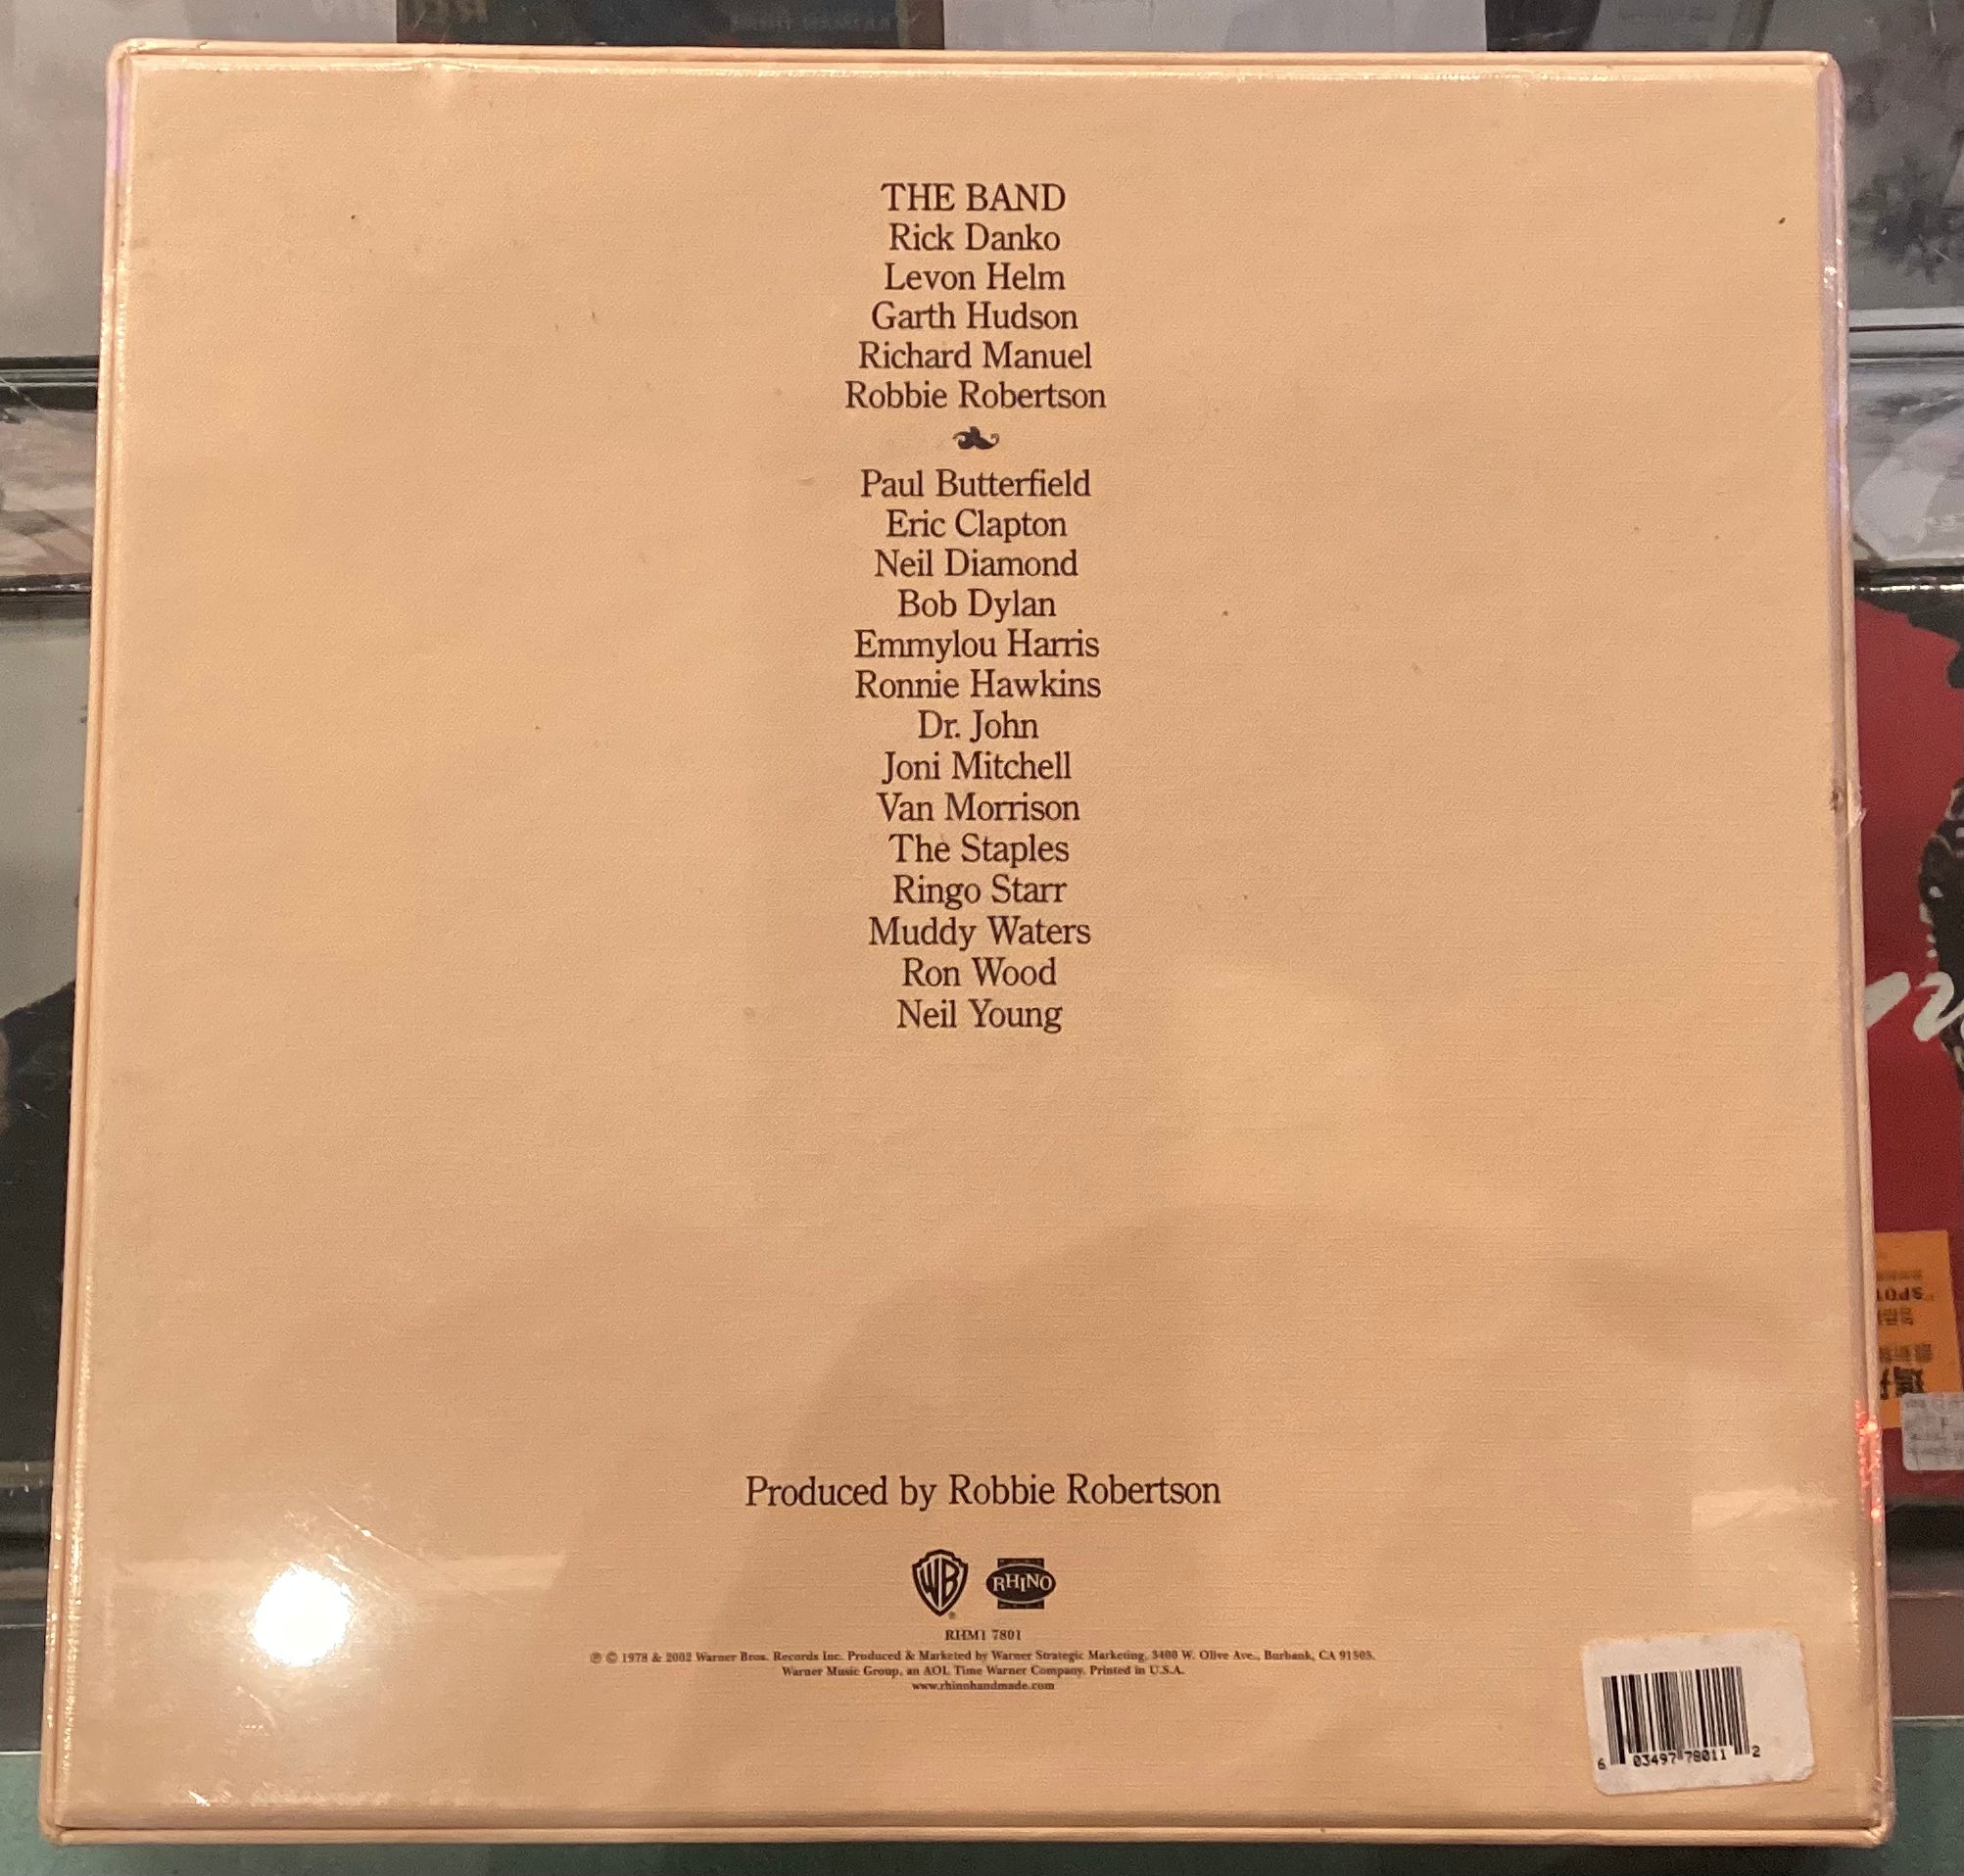 THE BAND
Rick Danko
Levon Helm
Garth Hudson
Richard Manuel
Robbie Robertson
Paul Butterfield
Eric Clapton
Neil Diamond
Bob Dylan
Emmylou Harris
Ronnie Hawkins
Dr. John
Joni Mitchell
Van Morrison
The Staples
Ringo Starr
Muddy Waters
Ron Wood
Neil Young
Produced by Robbie Robertson
WB RHINO
RHM1 7801
℗ © 1978 & 2002 Warner Bros. Records Inc. Produced & Marketed by Warner Strategic Marketing, 3400 W. Olive Ave., Burbank, CA 91505.
Warner Music Group, an AOL Time Warner Company. Printed in U.S.A.
www.rhinohandmade.com
6 03497 78011 2